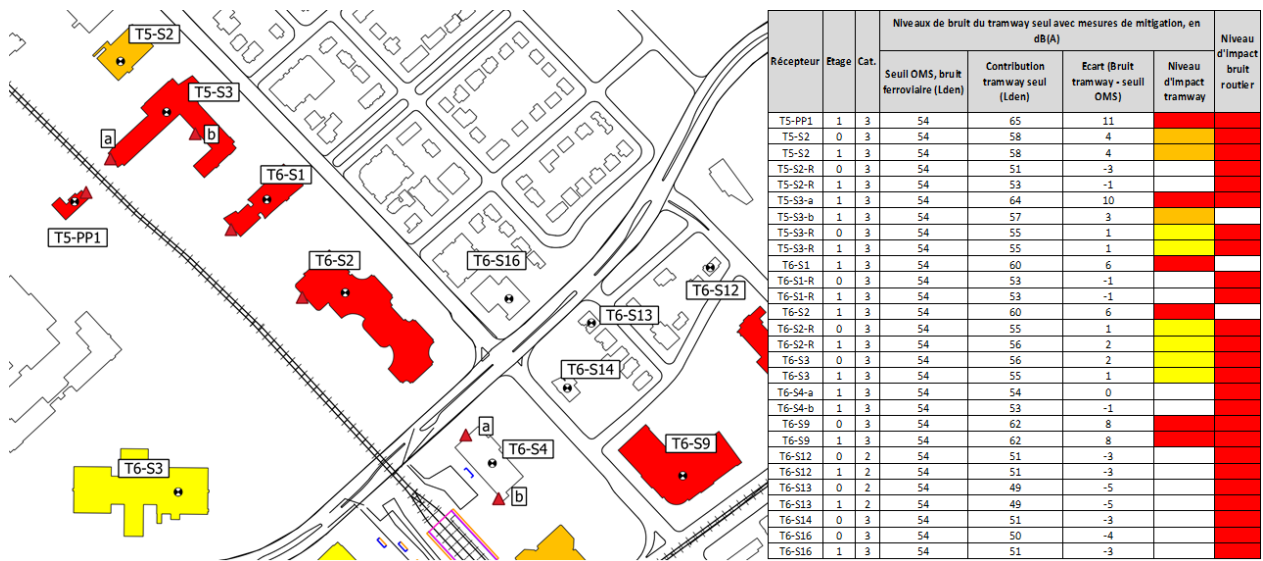 T5-S2
T5-S3
a
b
T6-S1
T5-PP1
T6-S2
T6-S16
T6-S12
T6-S13
T6-S14
a
T6-S4
T6-S9
T6-S3
b
Niveaux de bruit du tramway seul avec mesures de mitigation, en
dB(A)
Niveau
d'Impact
bruit
routier
Récepteur Etage Cat.
Seuil OMS, bruit
ferroviaire (Lden)
Contribution
tramway seul
(Lden)
Ecart (Bruit
tramway - seuil
OMS)
Niveau
d'Impact
tramway
T5-PP1 1 3 54 65 11
T5-S2 0 3 54 58 4
T5-S2 1 3 54 58 4
T5-S2-R 0 3 54 51 -3
T5-S2-R 1 3 54 53 -1
T5-S3-a 1 3 54 64 10
T5-S3-b 1 3 54 57 3
T5-S3-R 0 3 54 55 1
T5-S3-R 1 3 54 55 1
T6-S1 1 3 54 60 6
T6-S1-R 0 3 54 53 -1
T6-S1-R 1 3 54 53 -1
T6-S2 1 3 54 60 6
T6-S2-R 0 3 54 55 1
T6-S2-R 1 3 54 56 2
T6-S3 0 3 54 56 2
T6-S3 1 3 54 55 1
T6-S4-a 1 3 54 54 0
T6-S4-b 1 3 54 53 -1
T6-S9 0 3 54 62 8
T6-S9 1 3 54 62 8
T6-S12 0 2 54 51 -3
T6-S12 1 2 54 51 -3
T6-S13 0 2 54 49 -5
T6-S13 1 2 54 49 -5
T6-S14 0 3 54 51 -3
T6-S16 0 3 54 50 -4
T6-S16 1 3 54 51 -3